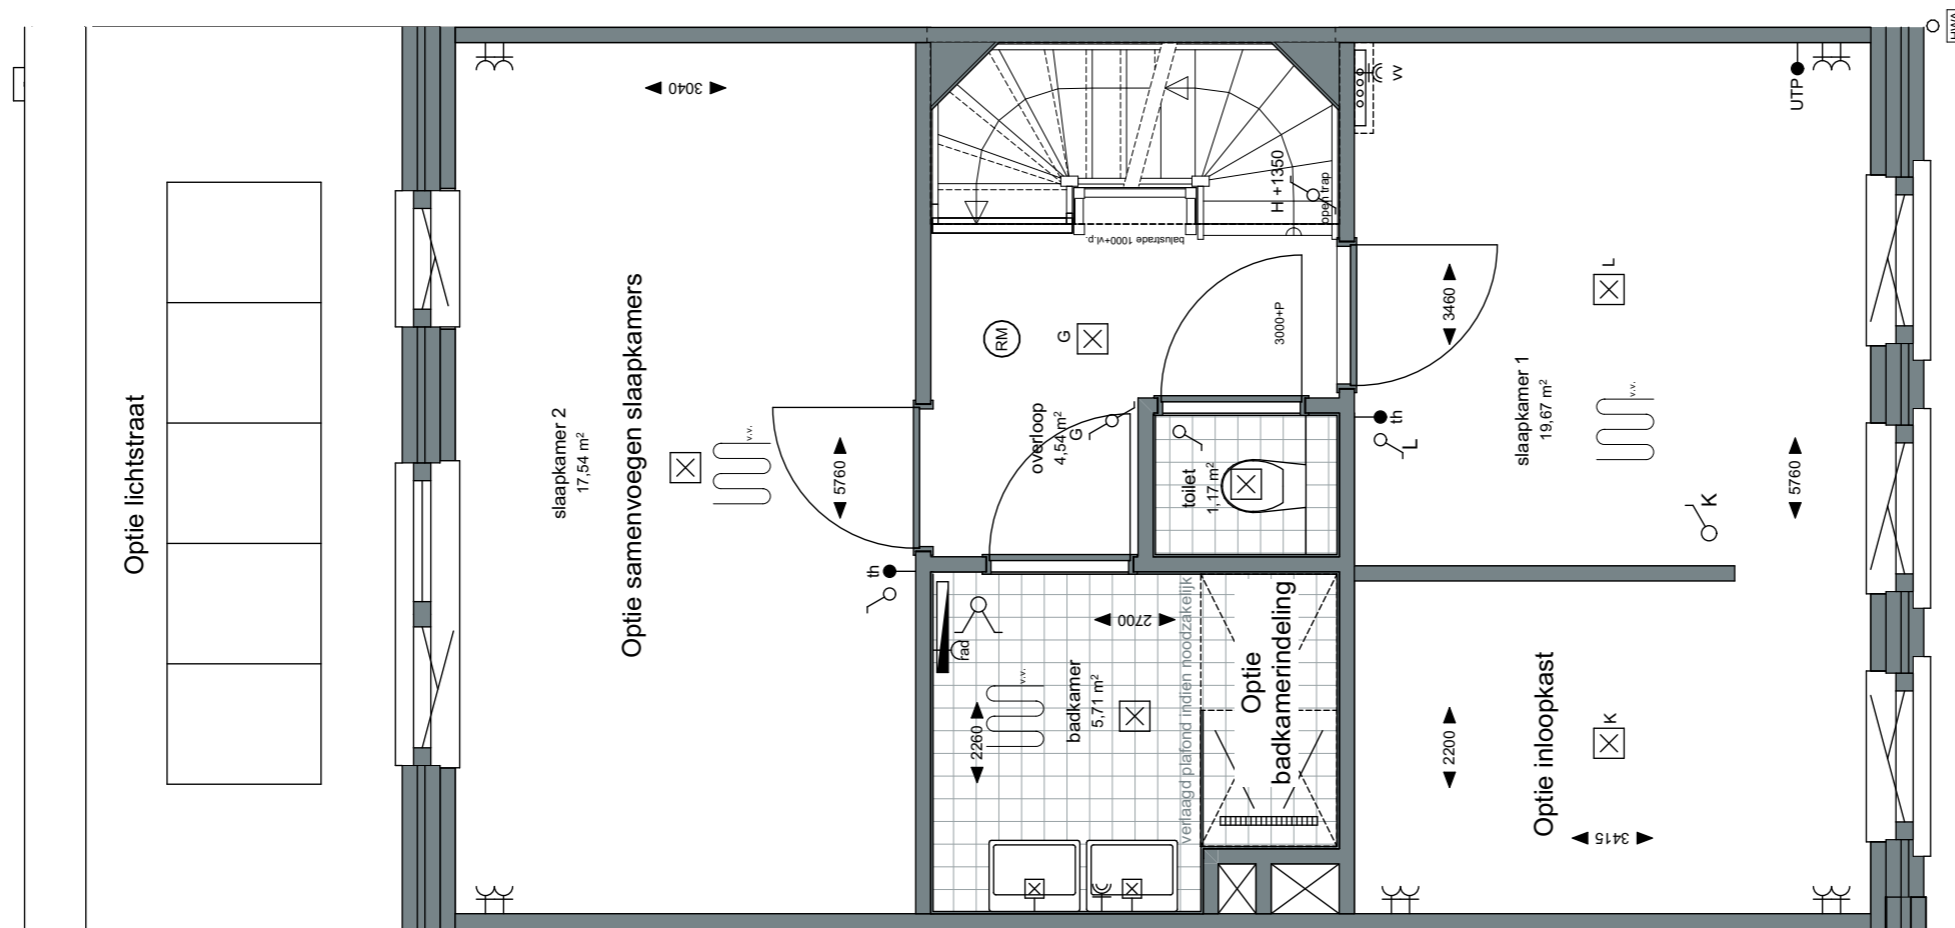 Optie lichtstraat
3040
slaapkamer 2
17,54 m²
Optie samenvoegen slaapkamers
v.v.
5760
th
H +1350
open trap
balustrade 1000+vl.p.
RM
G
3000+P
overloop
4,54 m²
G
toilet
1,17 m²
rad
v.v.
2260
2700
badkamer
5,71 m²
verlaagd plafond indien noodzakelijk
Optie
badkamerindeling
vv
UTP
HWA
3460
L
th
L
slaapkamer 1
19,67 m²
v.v.
5760
K
2200
Optie inloopkast
K
3415